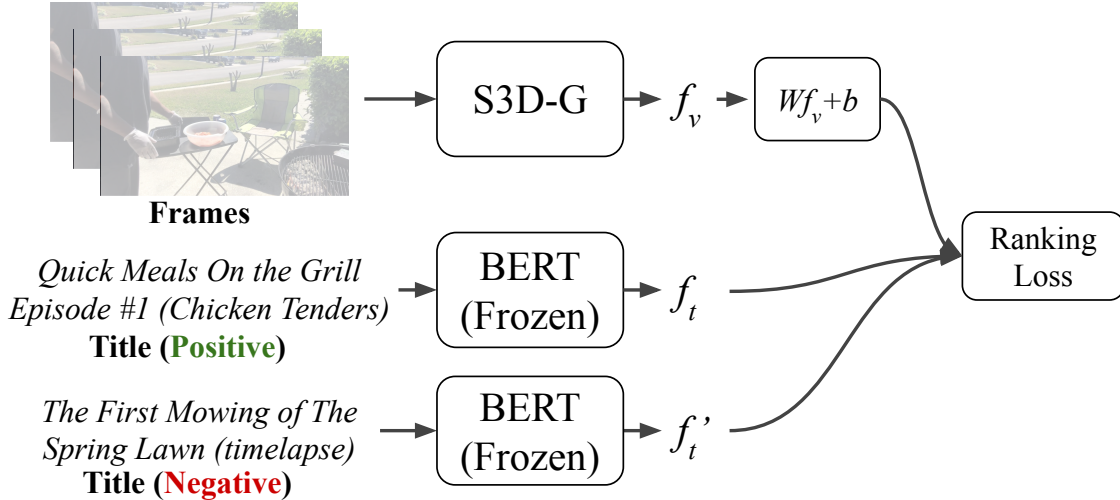 S3D-G
f_v
Wf_v+b
Frames
Quick Meals On the Grill
Episode #1 (Chicken Tenders)
Title (Positive)
BERT
(Frozen)
f_t
Ranking
Loss
The First Mowing of The
Spring Lawn (timelapse)
Title (Negative)
BERT
(Frozen)
f_t’